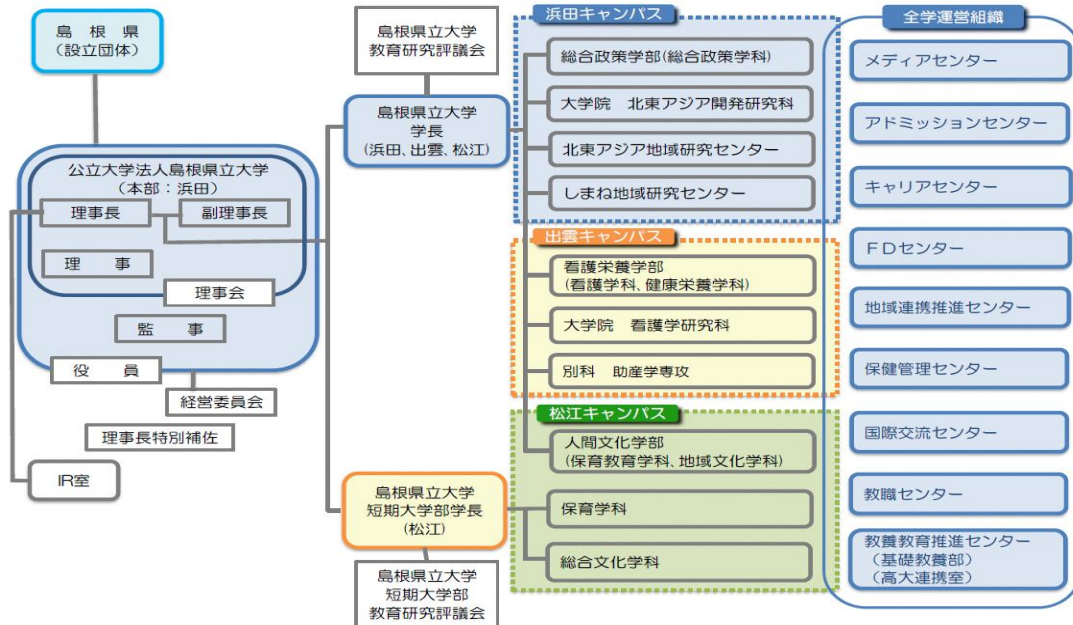 島　根　県
（設立団体）
公立大学法人島根県立大学
（本部：浜田）
理事長
副理事長
理　事
理事会
監　事
役　員
経営委員会
理事長特別補佐
IR室
島根県立大学
教育研究評議会
島根県立大学
学長
(浜田、出雲、松江)
島根県立大学
短期大学部学長
(松江)
島根県立大学
短期大学部
教育研究評議会
浜田キャンパス
総合政策学部(総合政策学科)
大学院　北東アジア開発研究科
北東アジア地域研究センター
しまね地域研究センター
出雲キャンパス
看護栄養学部
(看護学科、健康栄養学科)
大学院　看護学研究科
別科　助産学専攻
松江キャンパス
人間文化学部
(保育教育学科、地域文化学科)
保育学科
総合文化学科
全学運営組織
メディアセンター
アドミッションセンター
キャリアセンター
ＦＤセンター
地域連携推進センター
保健管理センター
国際交流センター
教職センター
教養教育推進センター
（基礎教養部）
（高大連携室）